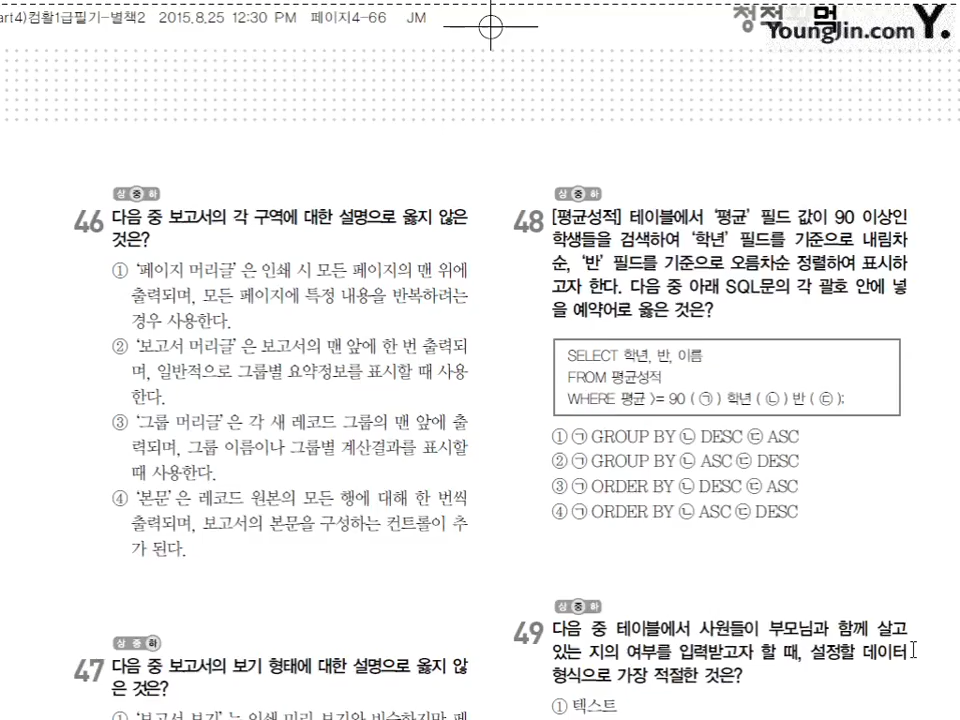 art4)컴활1급필기-별책2 2015.8.25 12:30 PM 페이지4-66 JM
YoungJin.com Y.
상 중 하
46 다음 중 보고서의 각 구역에 대한 설명으로 옳지 않은
것은?
① ‘페이지 머리글’은 인쇄 시 모든 페이지의 맨 위에
출력되며, 모든 페이지에 특정 내용을 반복하려는
경우 사용한다.
② ‘보고서 머리글’은 보고서의 맨 앞에 한 번 출력되
며, 일반적으로 그룹별 요약정보를 표시할 때 사용
한다.
③ ‘그룹 머리글’은 각 새 레코드 그룹의 맨 앞에 출
력되며, 그룹 이름이나 그룹별 계산결과를 표시할
때 사용한다.
④ ‘본문’은 레코드 원본의 모든 행에 대해 한 번씩
출력되며, 보고서의 본문을 구성하는 컨트롤이 추
가 된다.
상 중 하
47 다음 중 보고서의 보기 형태에 대한 설명으로 옳지 않
은 것은?
① ‘보고서 보기’는 인쇄 미리 보기와 비슷하지만 페
상 중 하
48 [평균성적] 테이블에서 ‘평균’ 필드 값이 90 이상인
학생들을 검색하여 ‘학년’ 필드를 기준으로 내림차
순, ‘반’ 필드를 기준으로 오름차순 정렬하여 표시하
고자 한다. 다음 중 아래 SQL문의 각 괄호 안에 넣
을 예약어로 옳은 것은?
SELECT 학년, 반, 이름
FROM 평균성적
WHERE 평균 >= 90 ( ㉠ ) 학년 ( ㉡ ) 반 ( ㉢ );
① ㉠ GROUP BY ㉡ DESC ㉢ ASC
② ㉠ GROUP BY ㉡ ASC ㉢ DESC
③ ㉠ ORDER BY ㉡ DESC ㉢ ASC
④ ㉠ ORDER BY ㉡ ASC ㉢ DESC
상 중 하
49 다음 중 테이블에서 사원들이 부모님과 함께 살고
있는 지의 여부를 입력받고자 할 때, 설정할 데이터
형식으로 가장 적절한 것은?
① 텍스트